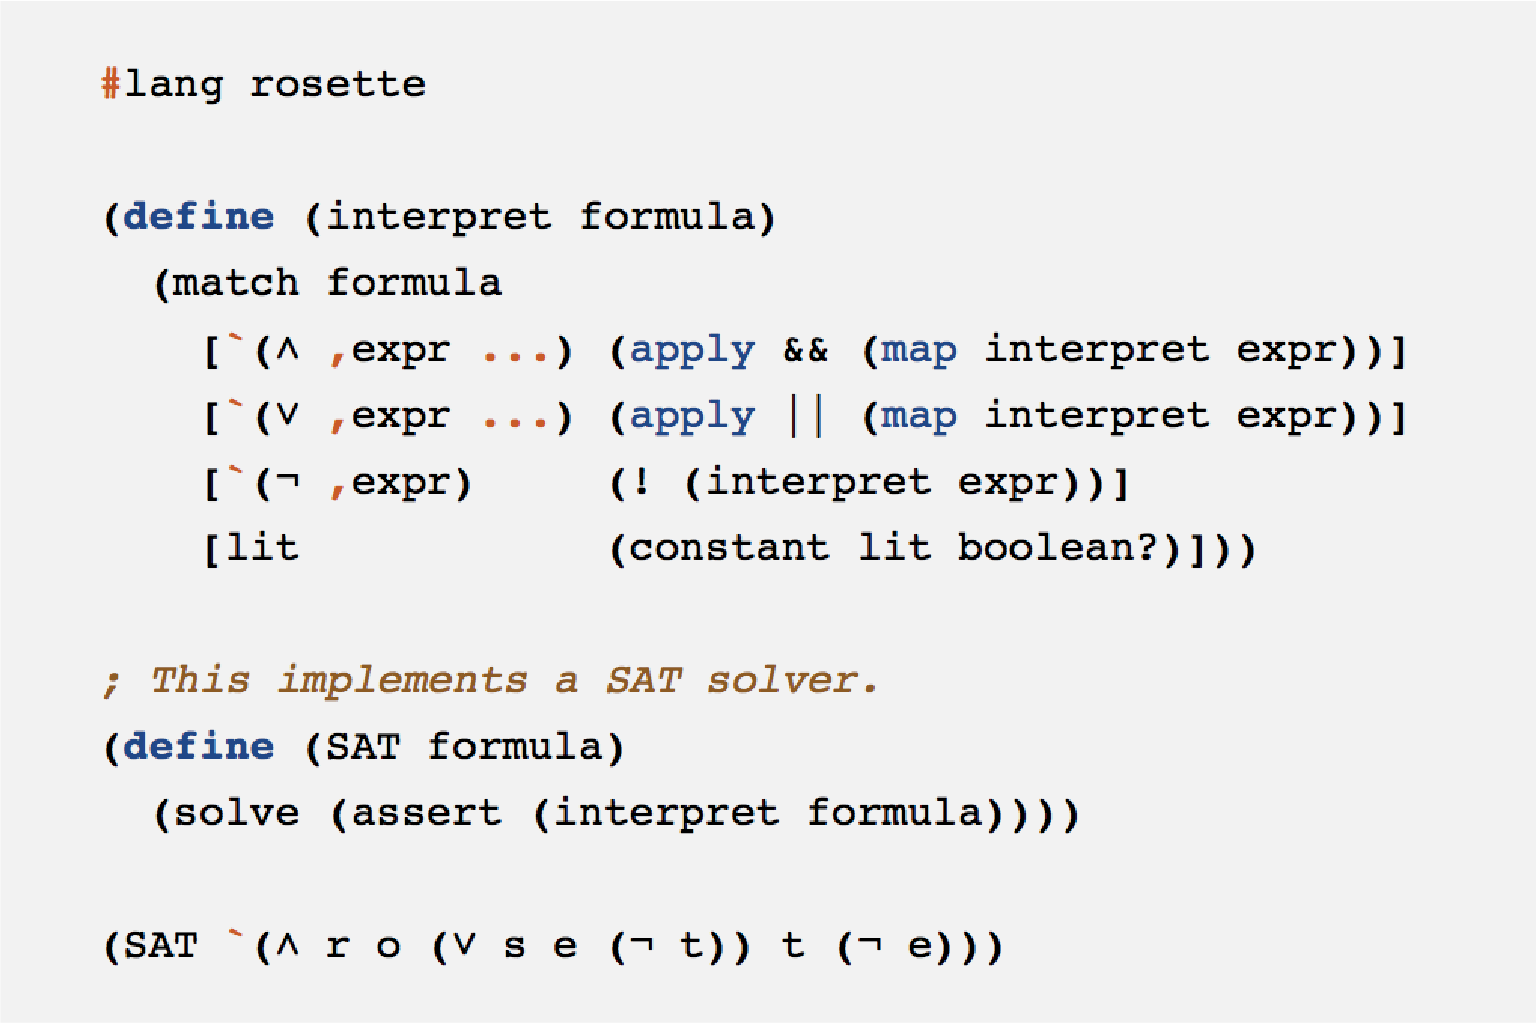 #lang rosette
(define (interpret formula)
(match formula
[`(∧ ,expr ...) (apply && (map interpret expr))]
[`(∨ ,expr ...) (apply || (map interpret expr))]
[`(¬ ,expr) (! (interpret expr))]
[lit (constant lit boolean?)]))
; This implements a SAT solver.
(define (SAT formula)
(solve (assert (interpret formula))))
(SAT `(∧ r o (∨ s e (¬ t)) t (¬ e)))